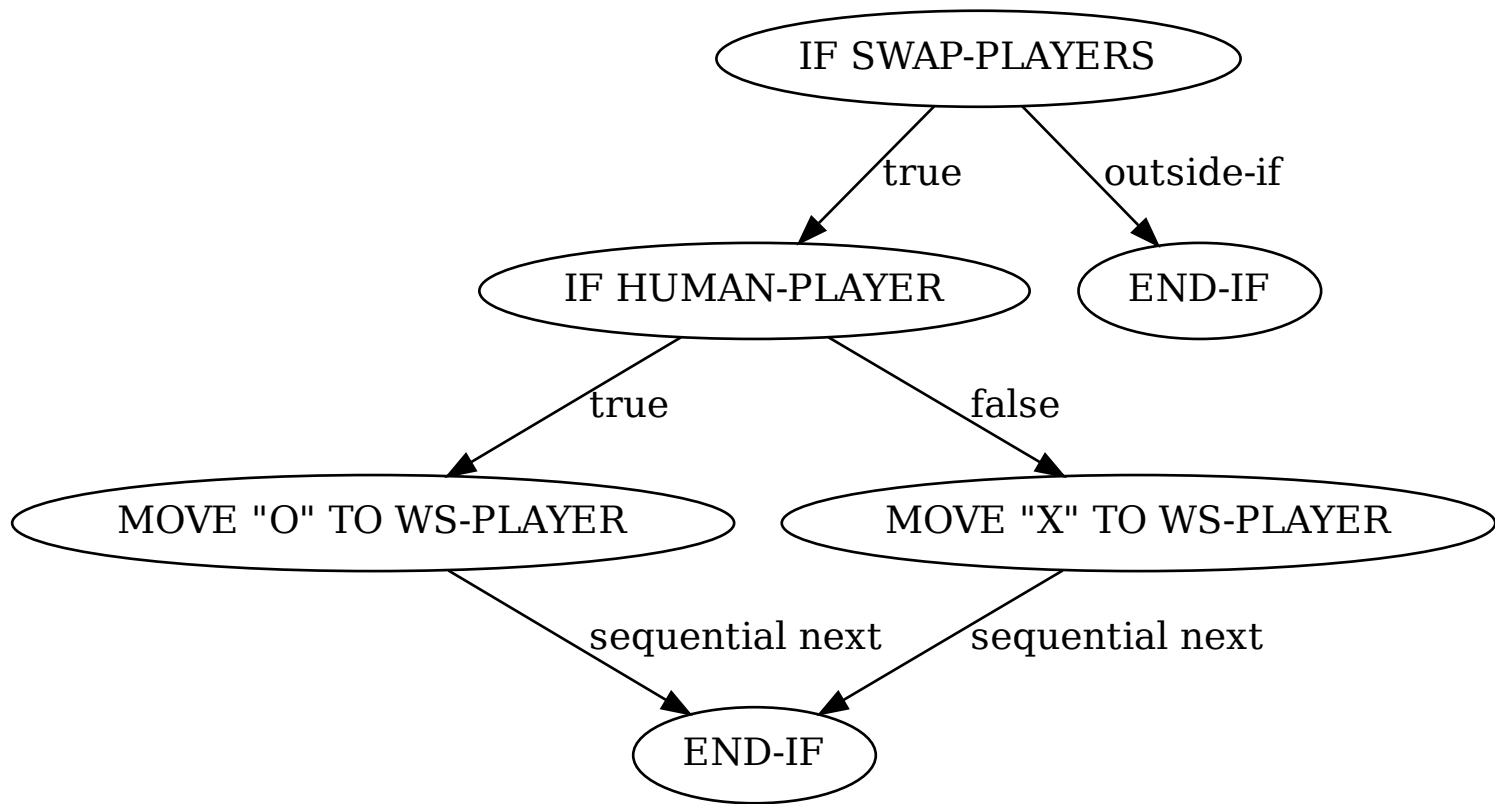 IF SWAP-PLAYERS
true
outside-if
IF HUMAN-PLAYER
END-IF
true
false
MOVE "O" TO WS-PLAYER
MOVE "X" TO WS-PLAYER
sequential next
sequential next
END-IF